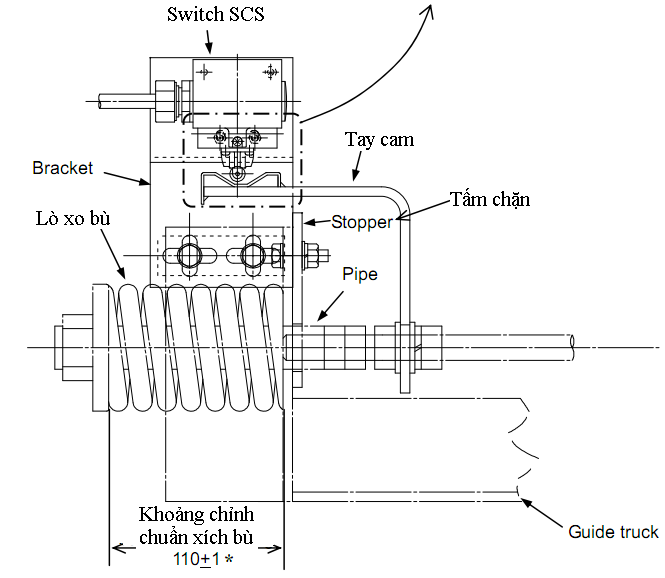 Switch SCS
Tay cam
Bracket
Tấm chặn
Lò xo bù
Stopper
Pipe
Khoảng chỉnh
chuẩn xích bù
110±1 *
Guide truck